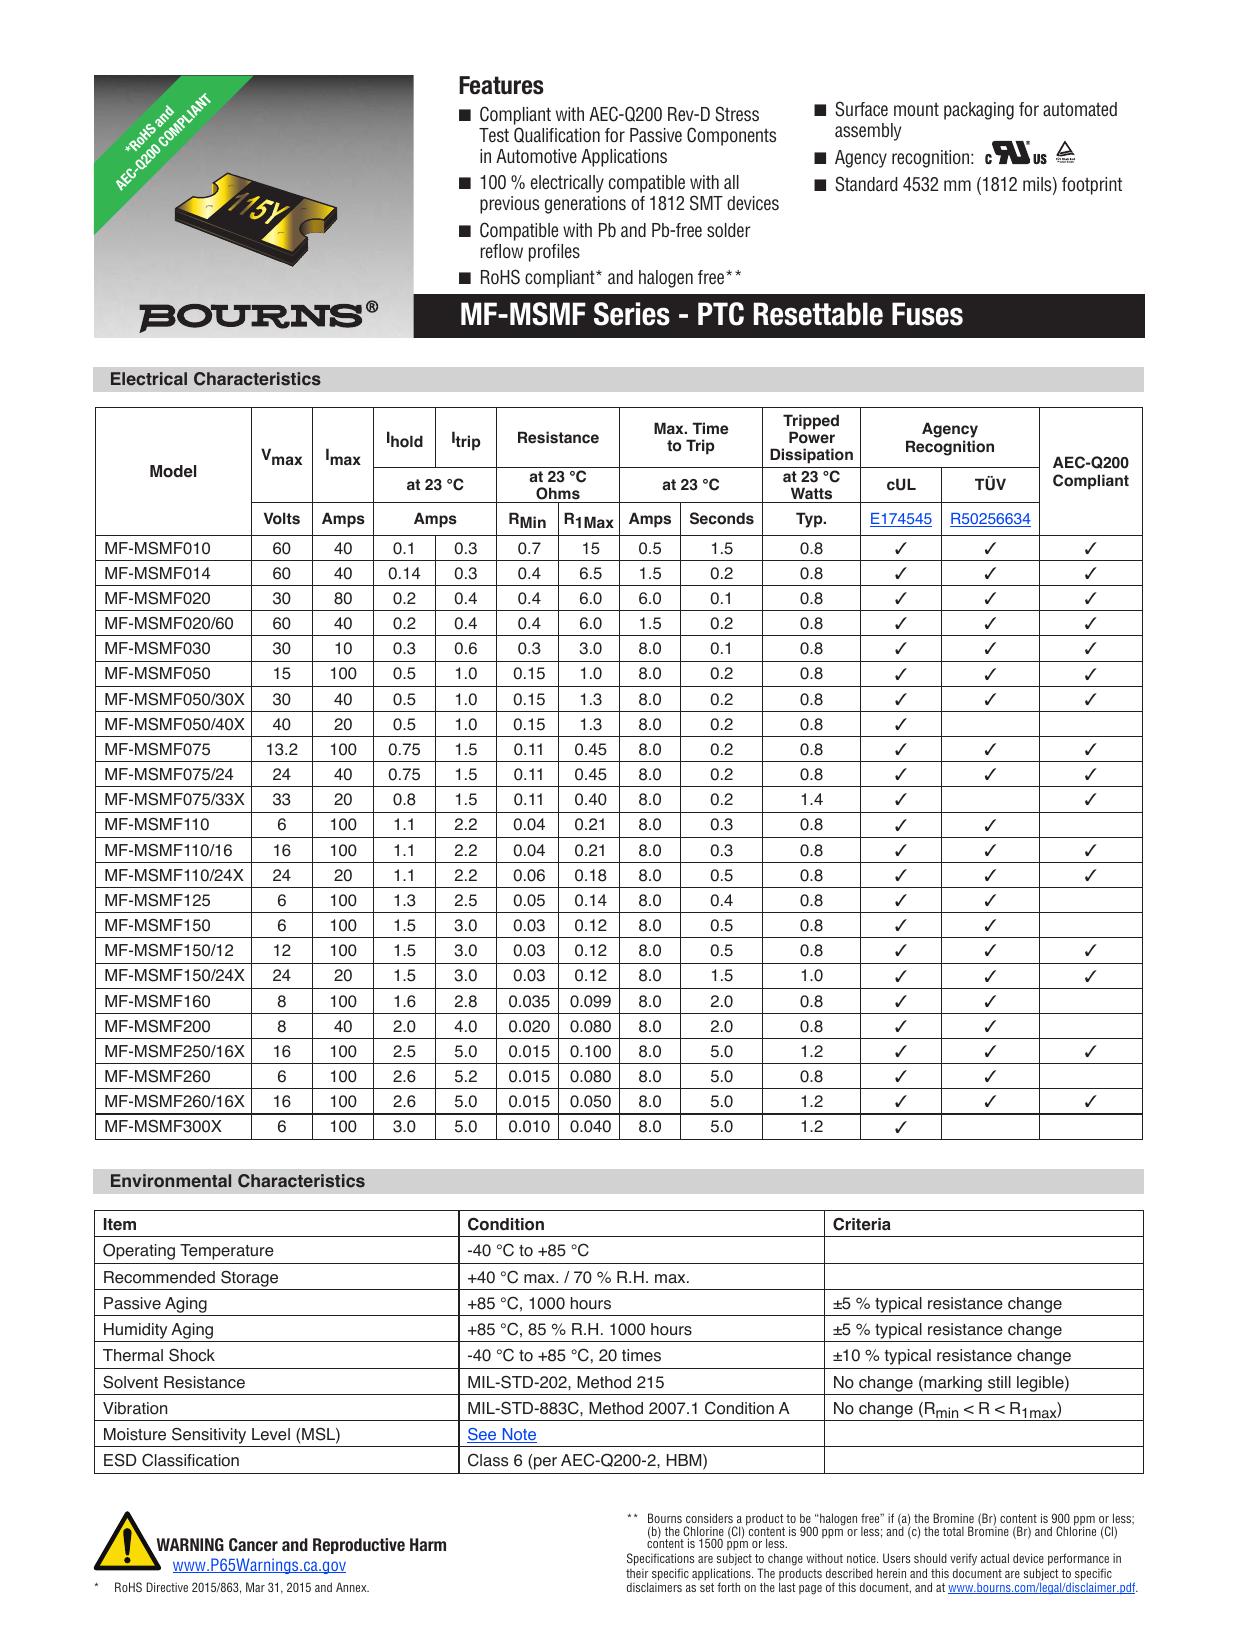 *RoHS and
AEC-Q200 COMPLIANT
115Y
BOURNS®
Features
■ Compliant with AEC-Q200 Rev-D Stress
Test Qualification for Passive Components
in Automotive Applications
■ 100 % electrically compatible with all
previous generations of 1812 SMT devices
■ Compatible with Pb and Pb-free solder
reflow profiles
■ RoHS compliant* and halogen free**
■ Surface mount packaging for automated
assembly
■ Agency recognition: c RU ® US
■ Standard 4532 mm (1812 mils) footprint
MF-MSMF Series - PTC Resettable Fuses
Electrical Characteristics
Model Vmax Imax Ihold Itrip Resistance Max. Time to Trip Tripped Power Dissipation Agency Recognition AEC-Q200 Compliant
at 23 °C at 23 °C Ohms at 23 °C at 23 °C Watts cUL TÜV
Volts Amps Amps RMin R1Max Amps Seconds Typ. E174545 R50256634
MF-MSMF010 60 40 0.1 0.3 0.7 15 0.5 1.5 0.8 ✓ ✓ ✓
MF-MSMF014 60 40 0.14 0.3 0.4 6.5 1.5 0.2 0.8 ✓ ✓ ✓
MF-MSMF020 30 80 0.2 0.4 0.4 6.0 6.0 0.1 0.8 ✓ ✓ ✓
MF-MSMF020/60 60 40 0.2 0.4 0.4 6.0 1.5 0.2 0.8 ✓ ✓ ✓
MF-MSMF030 30 10 0.3 0.6 0.3 3.0 8.0 0.1 0.8 ✓ ✓ ✓
MF-MSMF050 15 100 0.5 1.0 0.15 1.0 8.0 0.2 0.8 ✓ ✓ ✓
MF-MSMF050/30X 30 40 0.5 1.0 0.15 1.3 8.0 0.2 0.8 ✓ ✓ ✓
MF-MSMF050/40X 40 20 0.5 1.0 0.15 1.3 8.0 0.2 0.8 ✓
MF-MSMF075 13.2 100 0.75 1.5 0.11 0.45 8.0 0.2 0.8 ✓ ✓ ✓
MF-MSMF075/24 24 40 0.75 1.5 0.11 0.45 8.0 0.2 0.8 ✓ ✓ ✓
MF-MSMF075/33X 33 20 0.8 1.5 0.11 0.40 8.0 0.2 1.4 ✓ ✓
MF-MSMF110 6 100 1.1 2.2 0.04 0.21 8.0 0.3 0.8 ✓ ✓
MF-MSMF110/16 16 100 1.1 2.2 0.04 0.21 8.0 0.3 0.8 ✓ ✓ ✓
MF-MSMF110/24X 24 20 1.1 2.2 0.06 0.18 8.0 0.5 0.8 ✓ ✓ ✓
MF-MSMF125 6 100 1.3 2.5 0.05 0.14 8.0 0.4 0.8 ✓ ✓
MF-MSMF150 6 100 1.5 3.0 0.03 0.12 8.0 0.5 0.8 ✓ ✓
MF-MSMF150/12 12 100 1.5 3.0 0.03 0.12 8.0 0.5 0.8 ✓ ✓ ✓
MF-MSMF150/24X 24 20 1.5 3.0 0.03 0.12 8.0 1.5 1.0 ✓ ✓ ✓
MF-MSMF160 8 100 1.6 2.8 0.035 0.099 8.0 2.0 0.8 ✓ ✓
MF-MSMF200 8 40 2.0 4.0 0.020 0.080 8.0 2.0 0.8 ✓ ✓
MF-MSMF250/16X 16 100 2.5 5.0 0.015 0.100 8.0 5.0 1.2 ✓ ✓ ✓
MF-MSMF260 6 100 2.6 5.2 0.015 0.080 8.0 5.0 0.8 ✓ ✓
MF-MSMF260/16X 16 100 2.6 5.0 0.015 0.050 8.0 5.0 1.2 ✓ ✓ ✓
MF-MSMF300X 6 100 3.0 5.0 0.010 0.040 8.0 5.0 1.2 ✓
Environmental Characteristics
Item Condition Criteria
Operating Temperature -40 °C to +85 °C
Recommended Storage +40 °C max. / 70 % R.H. max.
Passive Aging +85 °C, 1000 hours ±5 % typical resistance change
Humidity Aging +85 °C, 85 % R.H. 1000 hours ±5 % typical resistance change
Thermal Shock -40 °C to +85 °C, 20 times ±10 % typical resistance change
Solvent Resistance MIL-STD-202, Method 215 No change (marking still legible)
Vibration MIL-STD-883C, Method 2007.1 Condition A No change (Rmin < R < R1max)
Moisture Sensitivity Level (MSL) See Note
ESD Classification Class 6 (per AEC-Q200-2, HBM)
WARNING Cancer and Reproductive Harm
www.P65Warnings.ca.gov
* RoHS Directive 2015/863, Mar 31, 2015 and Annex.
** Bourns considers a product to be “halogen free” if (a) the Bromine (Br) content is 900 ppm or less;
(b) the Chlorine (Cl) content is 900 ppm or less; and (c) the total Bromine (Br) and Chlorine (Cl)
content is 1500 ppm or less.
Specifications are subject to change without notice. Users should verify actual device performance in
their specific applications. The products described herein and this document are subject to specific
disclaimers as set forth on the last page of this document, and at www.bourns.com/legal/disclaimer.pdf.